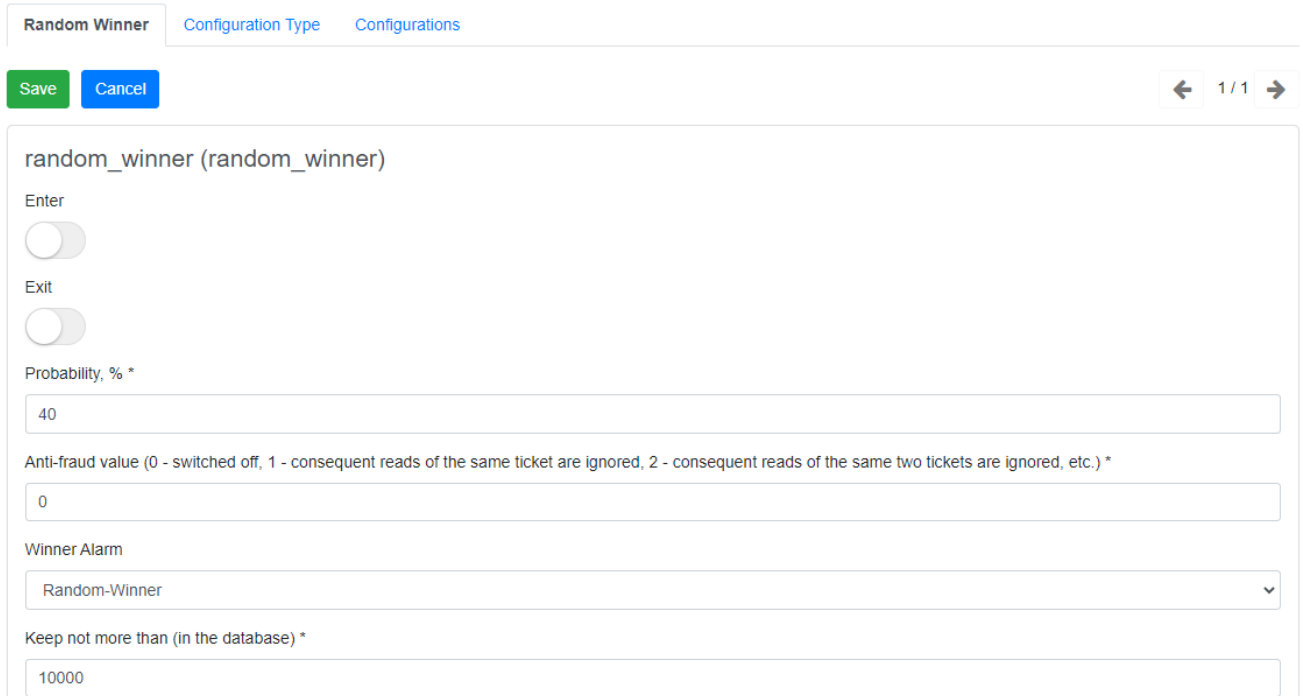 Random Winner Configuration Type Configurations
Save Cancel 1 / 1
random_winner (random_winner)
Enter
Exit
Probability, % *
40
Anti-fraud value (0 - switched off, 1 - consequent reads of the same ticket are ignored, 2 - consequent reads of the same two tickets are ignored, etc.) *
0
Winner Alarm
Random-Winner
Keep not more than (in the database) *
10000